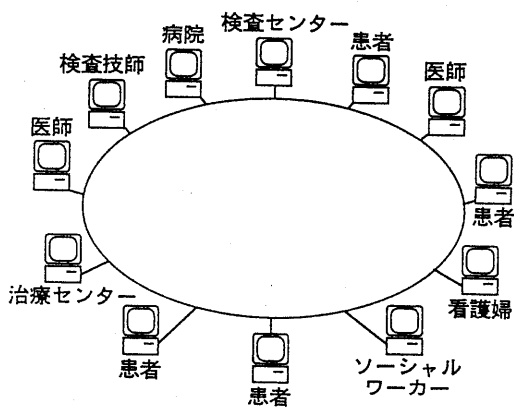 検査センター
病院
患者
検査技師
医師
医師
患者
治療センター
看護婦
患者
ソーシャル
ワーカー
患者